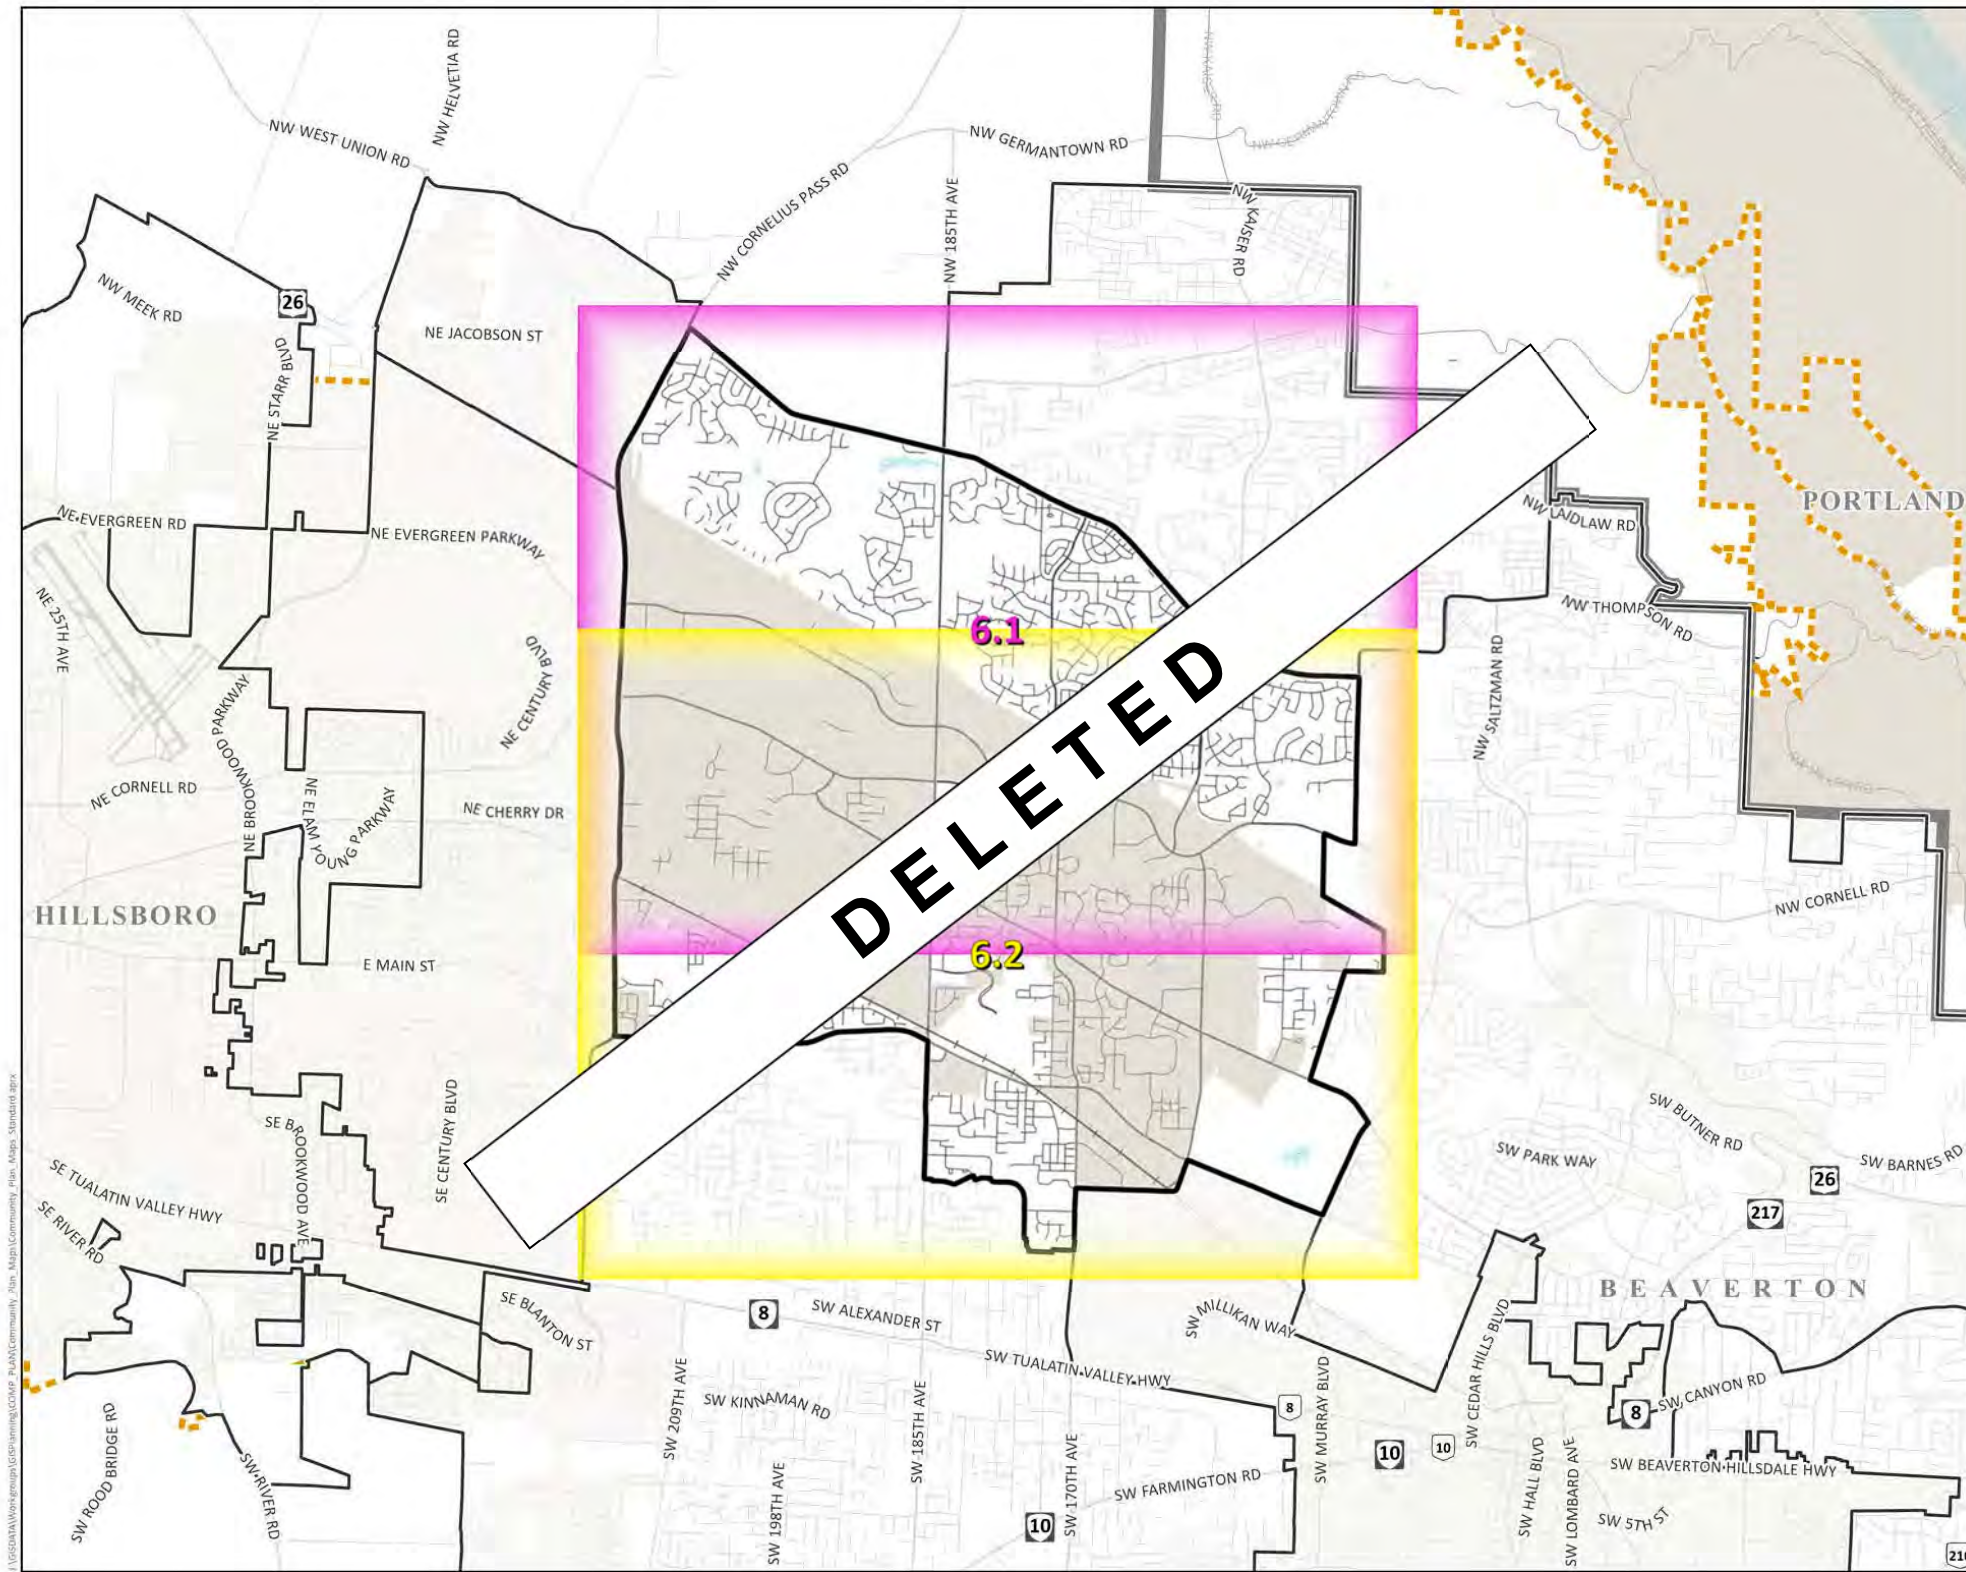 NW HELVETIA RD
NW WEST UNION RD
NW GERMANTOWN RD
NW CORNELIUS PASS RD
NW 185TH AVE
NW KAISER RD
NW MEEK RD
26
NE JACOBSON ST
NE STARR BLVD
PORTLAND
NE EVERGREEN RD
NE EVERGREEN PARKWAY
NW LAIDLAW RD
NE 25TH AVE
NW THOMPSON RD
6.1
NE CENTURY BLVD
NW SALTZMAN RD
NE BROOKWOOD PARKWAY
NE CORNELL RD
NE ELAM YOUNG PARKWAY
NE CHERRY DR
DELETED
HILLSBORO
NW CORNELL RD
E MAIN ST
6.2
SE BROOKWOOD AVE
SE CENTURY BLVD
SW BUTNER RD
SW PARK WAY
SW BARNES RD
26
217
SE TUALATIN VALLEY HWY
SE RIVER RD
BEAVERTON
SE BLANTON ST
8
SW ALEXANDER ST
SW MILLIKAN WAY
SW TUALATIN VALLEY HWY
SW CEDAR HILLS BLVD
SW 209TH AVE
SW KINNAMAN RD
SW 185TH AVE
8
SW MURRAY BLVD
8
SW CANYON RD
SW ROOD BRIDGE RD
SW RIVER RD
10
10
SW 198TH AVE
SW 170TH AVE
SW FARMINGTON RD
SW HALL BLVD
SW LOMBARD AVE
SW BEAVERTON HILLSDALE HWY
10
SW 5TH ST
210